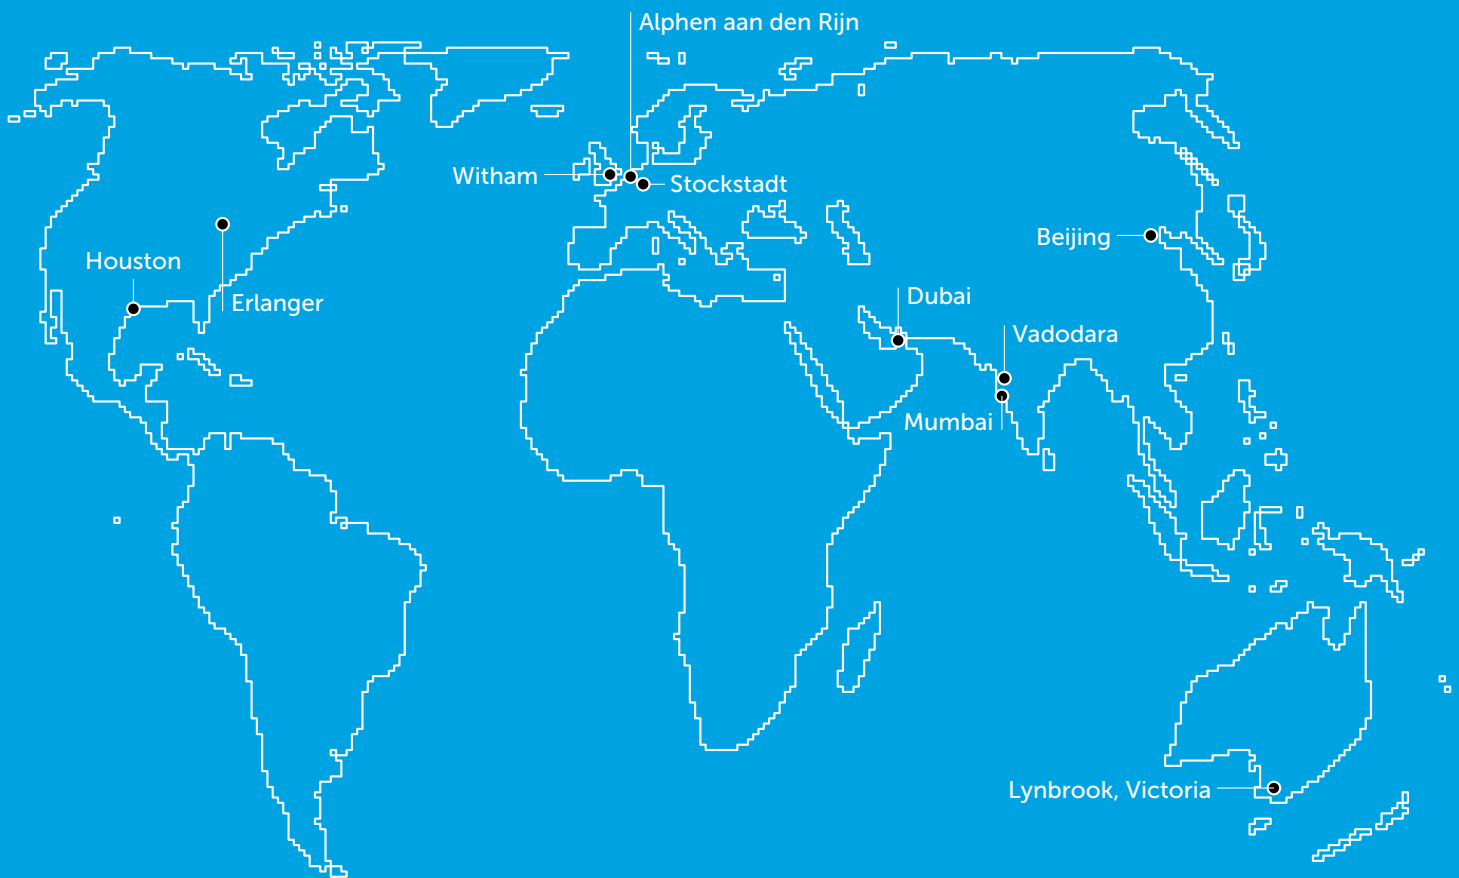 Alphen aan den Rijn
Witham
Stockstadt
Beijing
Houston
Erlanger
Dubai
Vadodara
Mumbai
Lynbrook, Victoria